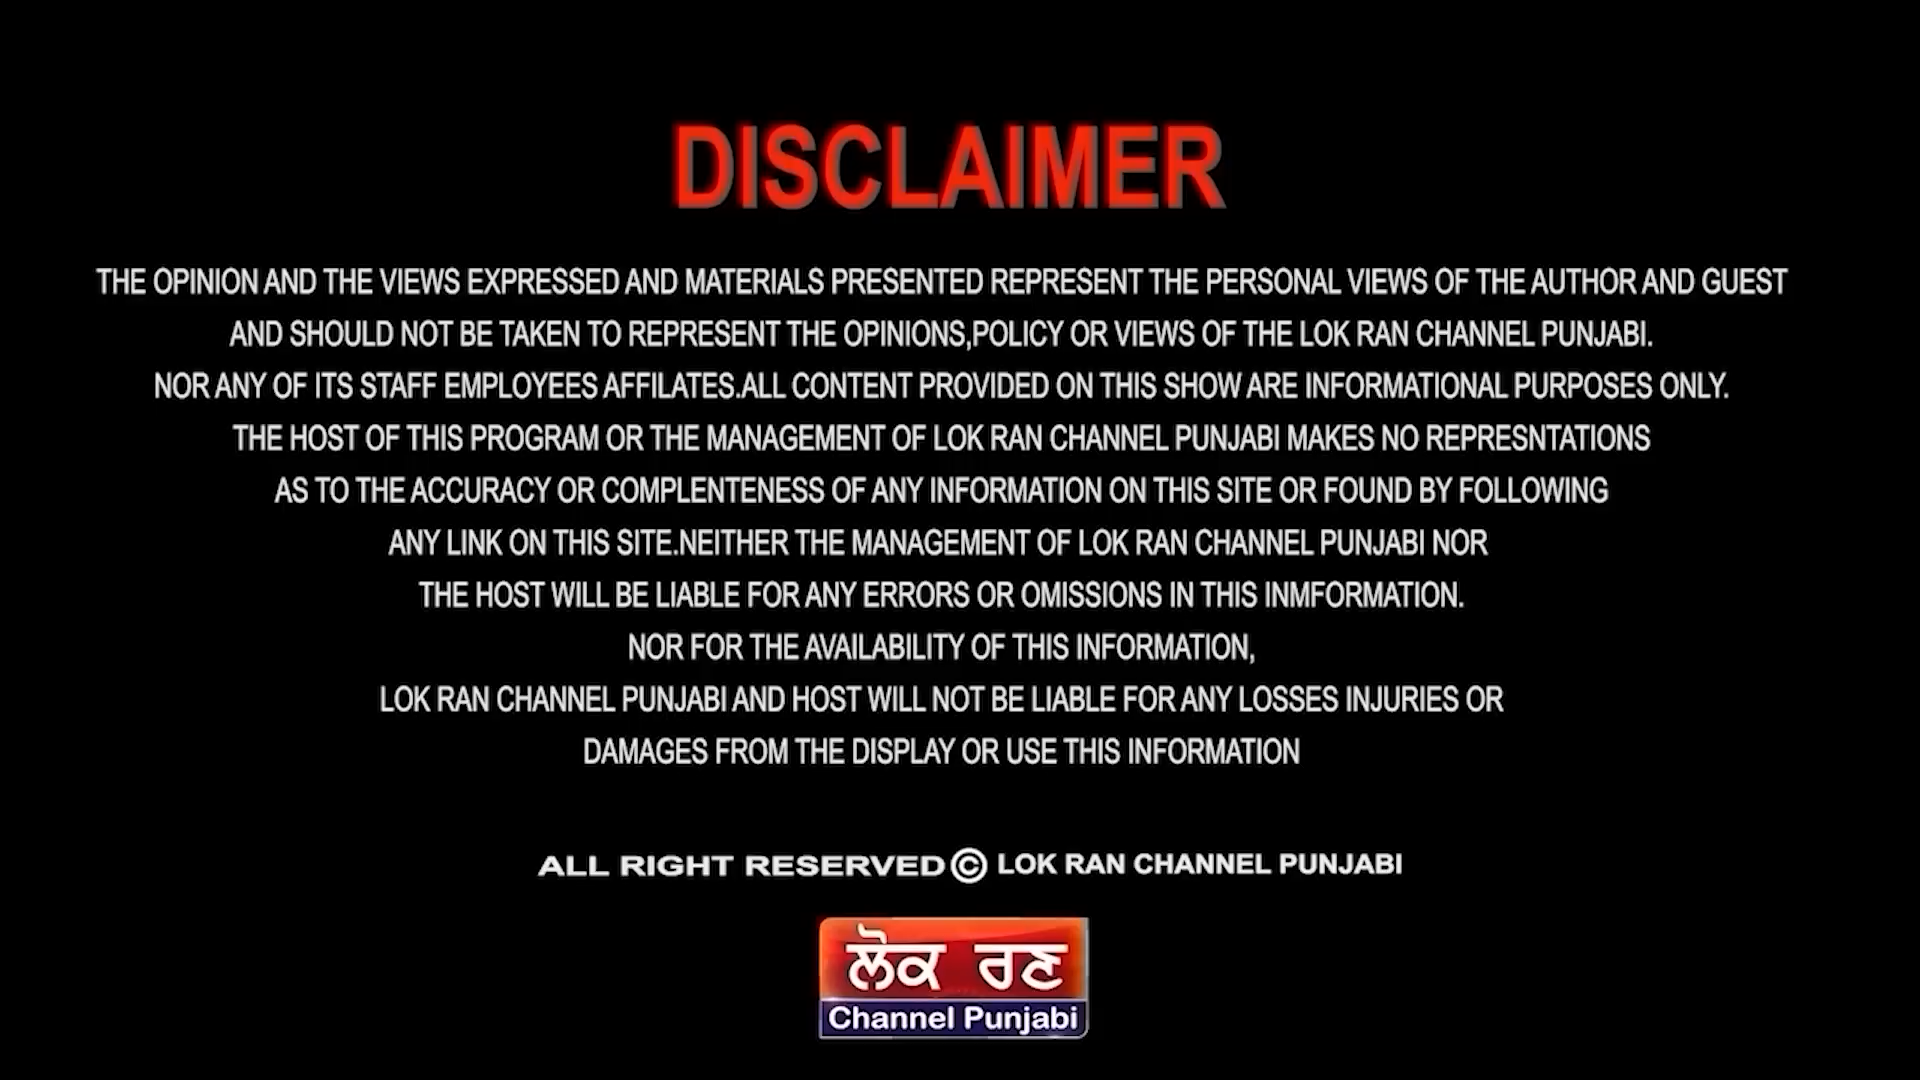 DISCLAIMER
THE OPINION AND THE VIEWS EXPRESSED AND MATERIALS PRESENTED REPRESENT THE PERSONAL VIEWS OF THE AUTHOR AND GUEST
AND SHOULD NOT BE TAKEN TO REPRESENT THE OPINIONS,POLICY OR VIEWS OF THE LOK RAN CHANNEL PUNJABI.
NOR ANY OF ITS STAFF EMPLOYEES AFFILATES.ALL CONTENT PROVIDED ON THIS SHOW ARE INFORMATIONAL PURPOSES ONLY.
THE HOST OF THIS PROGRAM OR THE MANAGEMENT OF LOK RAN CHANNEL PUNJABI MAKES NO REPRESNTATIONS
AS TO THE ACCURACY OR COMPLENTENESS OF ANY INFORMATION ON THIS SITE OR FOUND BY FOLLOWING
ANY LINK ON THIS SITE.NEITHER THE MANAGEMENT OF LOK RAN CHANNEL PUNJABI NOR
THE HOST WILL BE LIABLE FOR ANY ERRORS OR OMISSIONS IN THIS INMFORMATION.
NOR FOR THE AVAILABILITY OF THIS INFORMATION,
LOK RAN CHANNEL PUNJABI AND HOST WILL NOT BE LIABLE FOR ANY LOSSES INJURIES OR
DAMAGES FROM THE DISPLAY OR USE THIS INFORMATION
ALL RIGHT RESERVED © LOK RAN CHANNEL PUNJABI
ਲੋਕ ਰਣ
Channel Punjabi